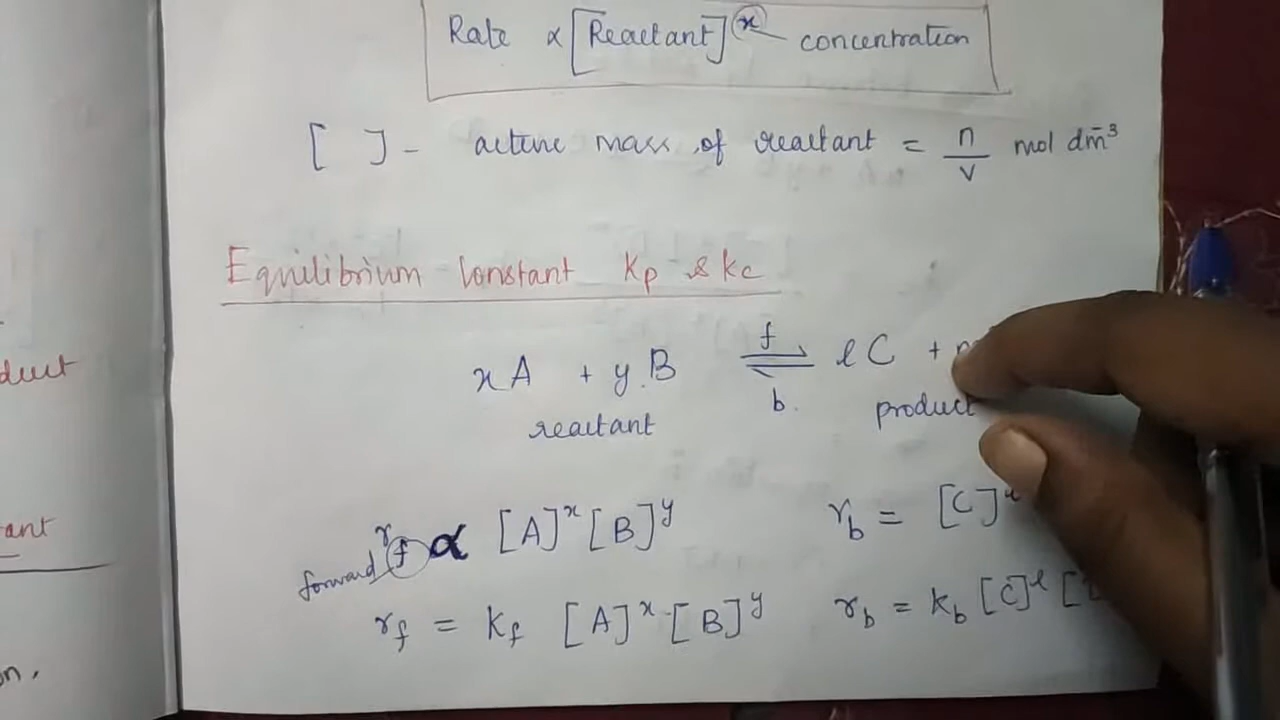 Rate ∝ [Reactant]^x concentration
[ ] - active mass of reactant = n/v mol dm^-3
Equilibrium Constant Kp & Kc
duct
xA + y.B ⇌ lC +
f
b.
reactant product
forward rf ∝ [A]^x [B]^y rb = [C]
ant
rf = Kf [A]^x.[B]^y rb = Kb [C]^l [
on.